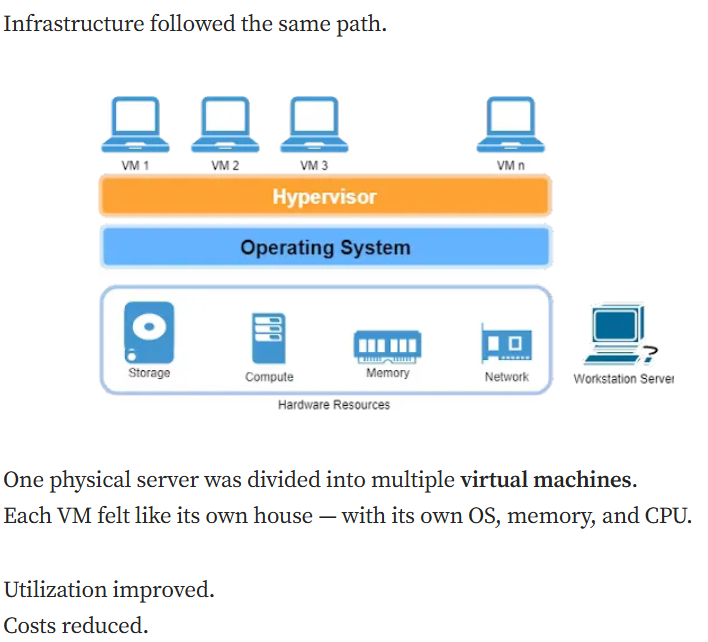 Infrastructure followed the same path.
VM 1
VM 2
VM 3
VM n
Hypervisor
Operating System
Storage
Compute
Memory
Network
Workstation Server
Hardware Resources
One physical server was divided into multiple virtual machines.
Each VM felt like its own house — with its own OS, memory, and CPU.
Utilization improved.
Costs reduced.